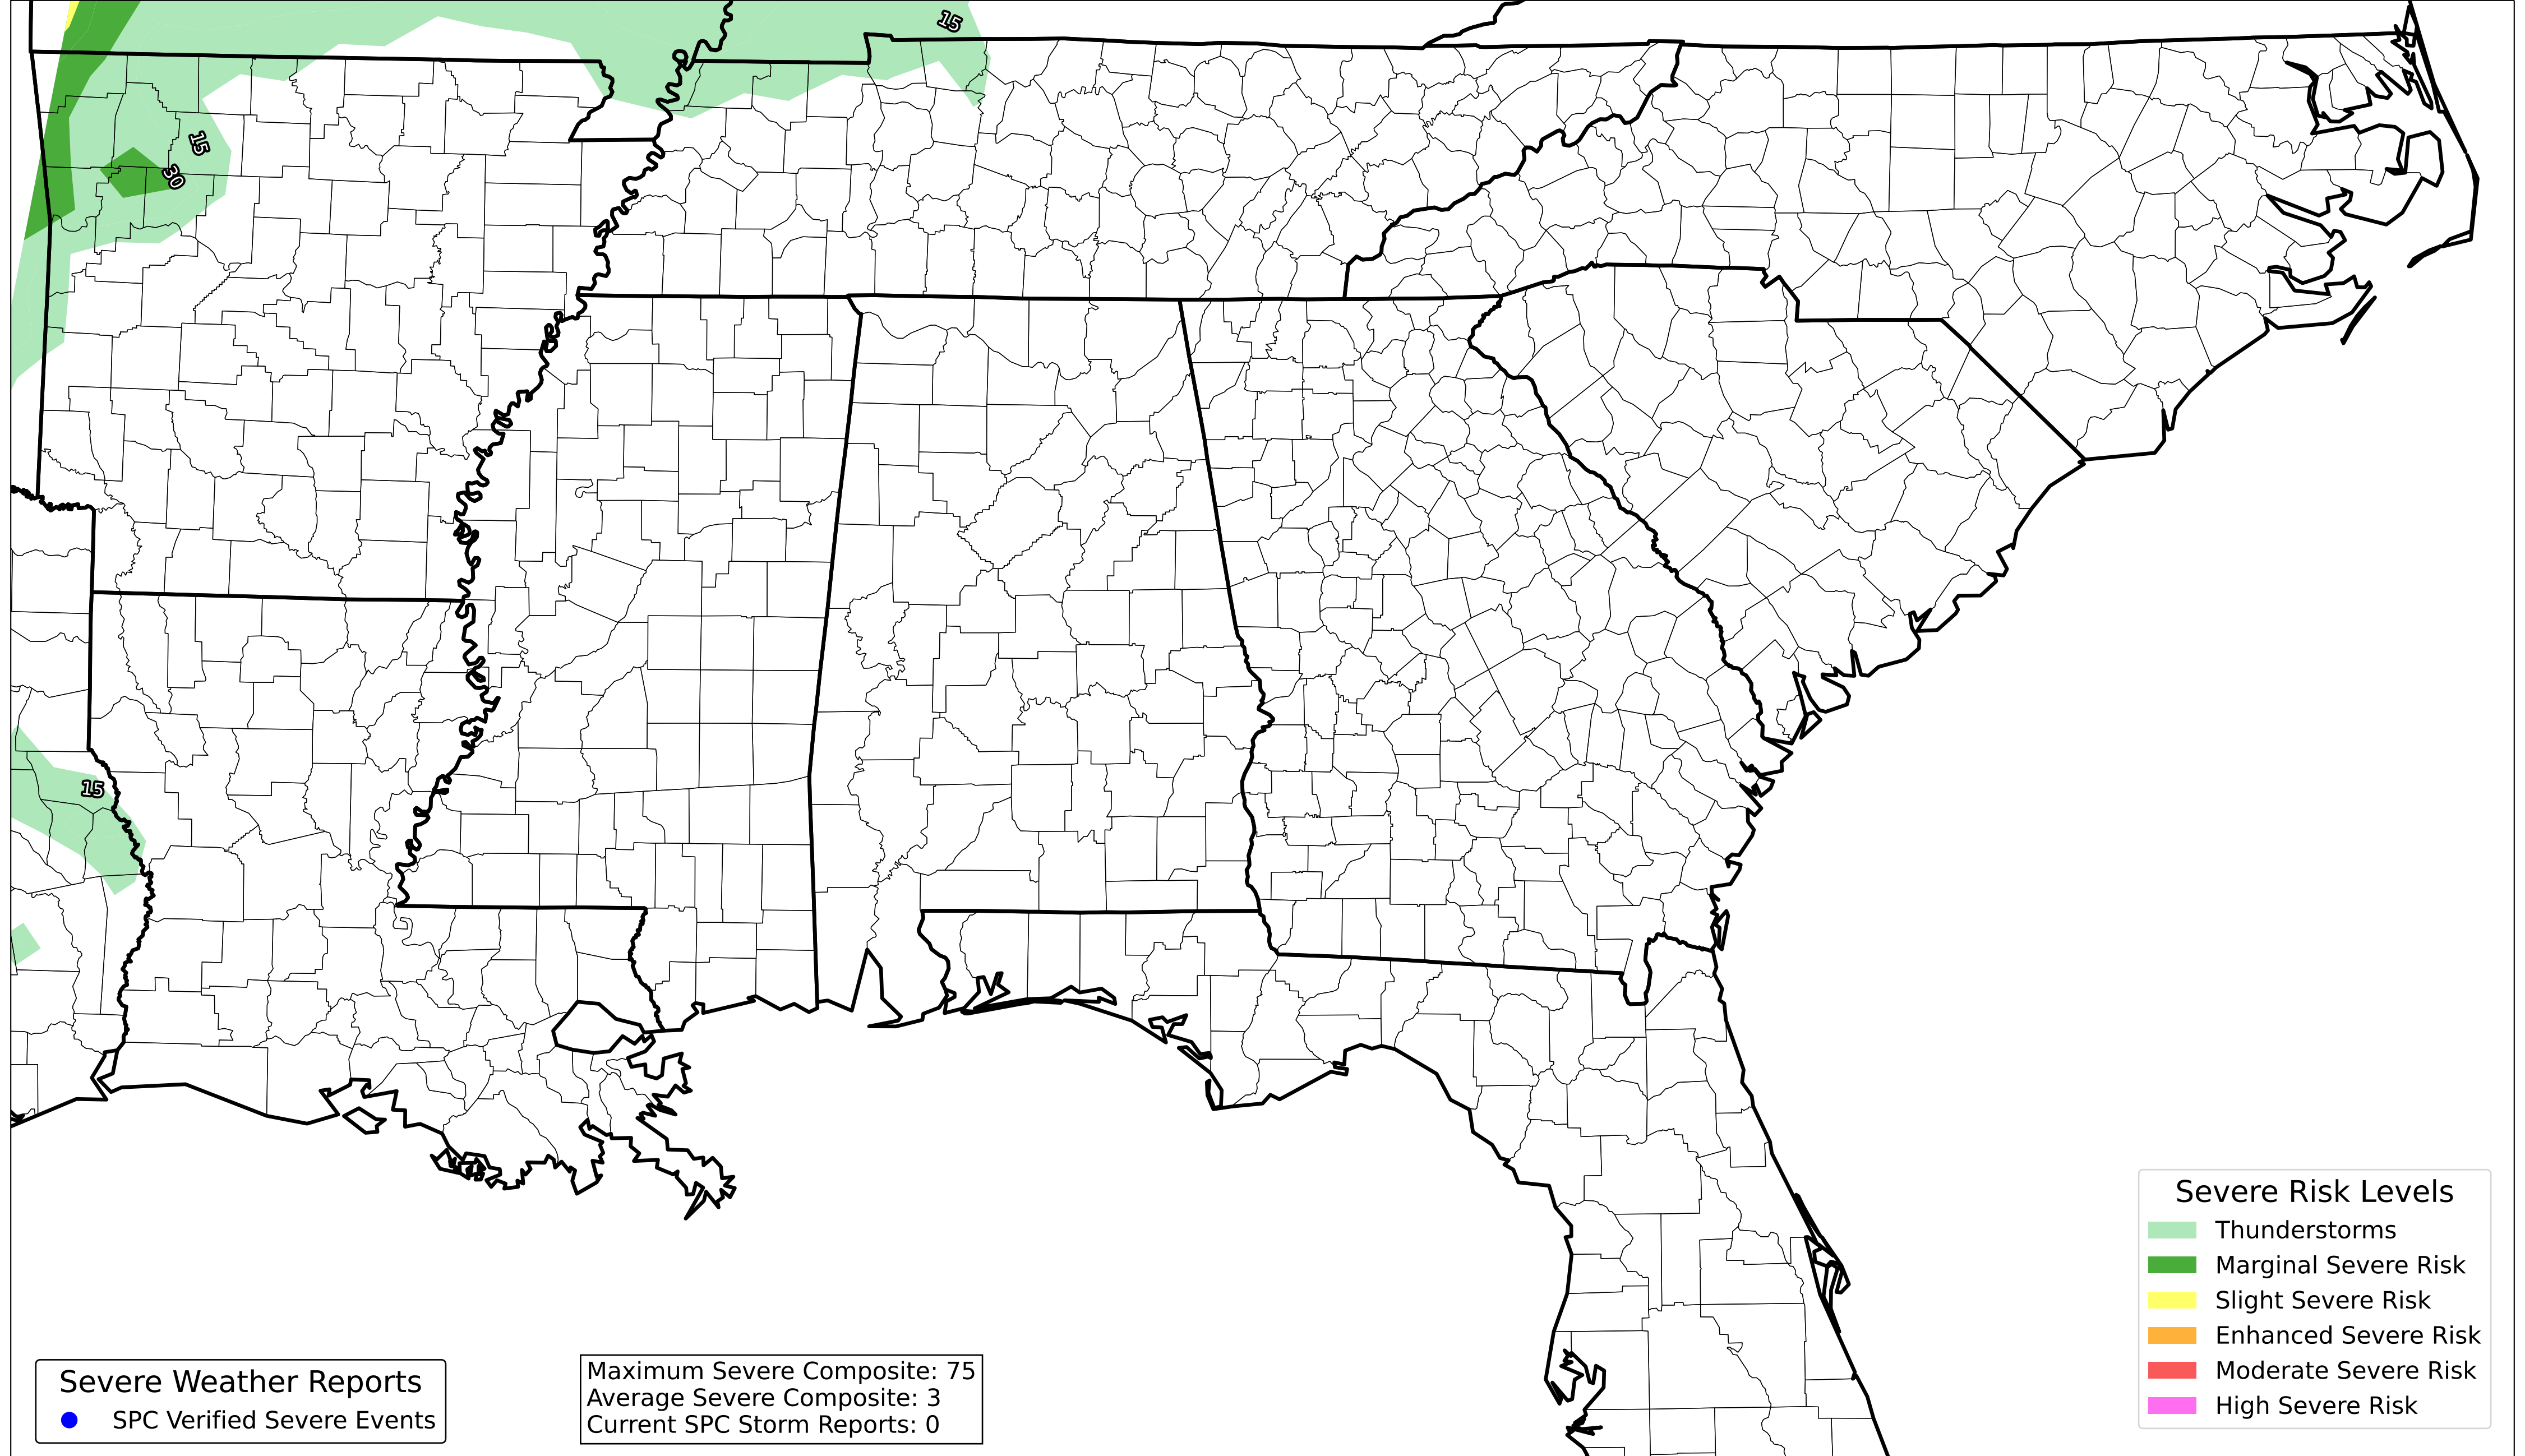 15
15
30
15
Severe Risk Levels
Thunderstorms
Marginal Severe Risk
Slight Severe Risk
Enhanced Severe Risk
Moderate Severe Risk
High Severe Risk
Severe Weather Reports
SPC Verified Severe Events
Maximum Severe Composite: 75
Average Severe Composite: 3
Current SPC Storm Reports: 0